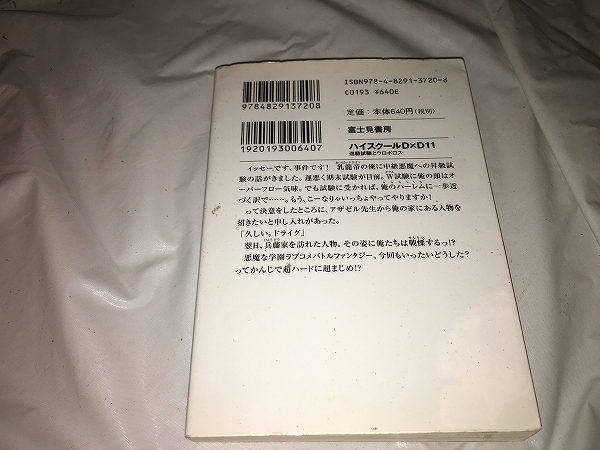 ISBN978-4-8291-3720-8
C0193 ¥640E
9784829137208
定価：本体640円(税別)
富士見書房
1920193006407
ハイスクールD×D11
進級試験とウロボロス
イッセーです、事件です！ 乳龍帝の俺に中級悪魔への昇級試
験の話がきました。運悪く期末試験が目前。W試験に俺の頭はオ
ーバーフロー気味。でも試験に受かれば、俺のハーレムに一歩近
づく訳で……。もう、こーなりゃいっちょやってやりますか！
って決意をしたところに、アザゼル先生から俺の家にある人物を
招きたいと申し入れがあった。
「久しい。ドライグ」
翌日、兵藤家を訪れた人物。その姿に俺たちは戦慄するっ!?
悪魔な学園ラブコメバトルファンタジー、今回もいったいどうした？
ってかんじで超ハードに超まじめ!?